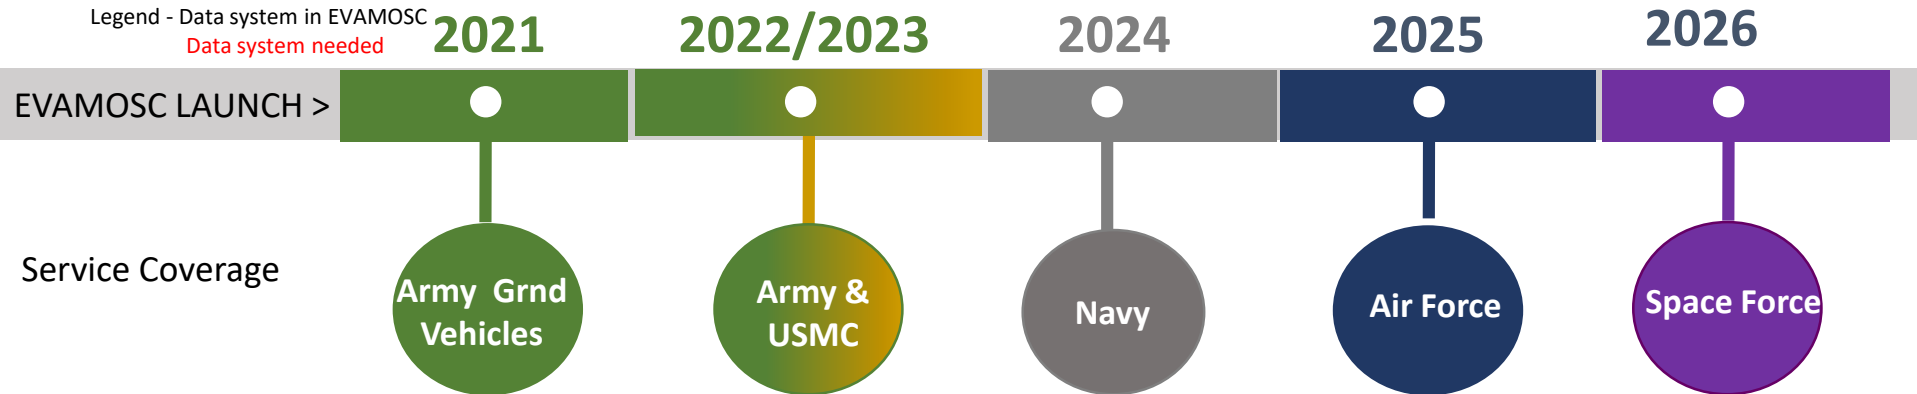 Legend - Data system in EVAMOSC
Data system needed
2021
2022/2023
2024
2025
2026
EVAMOSC LAUNCH >
Service Coverage
Army Grnd
Vehicles
Army &
USMC
Navy
Air Force
Space Force